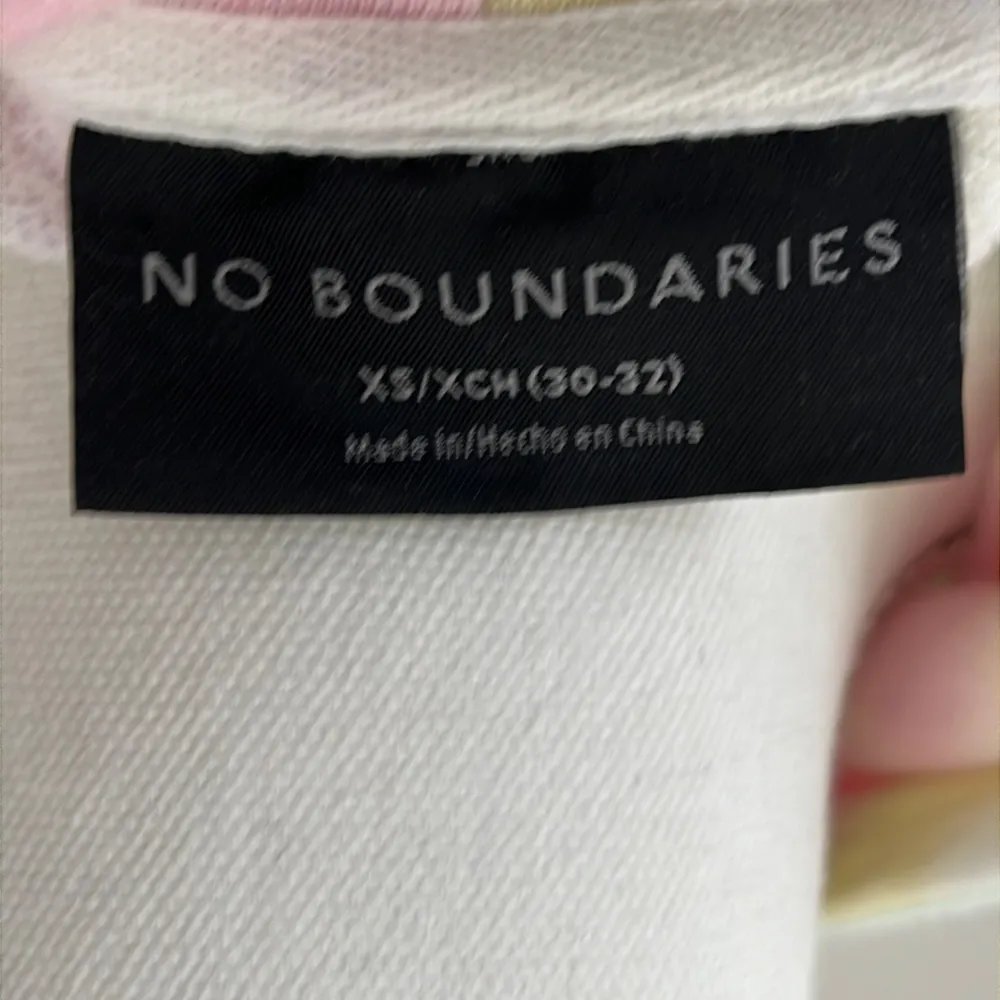 NO BOUNDARIES
XS/XCH (30-32)
Made in/Hecho en China